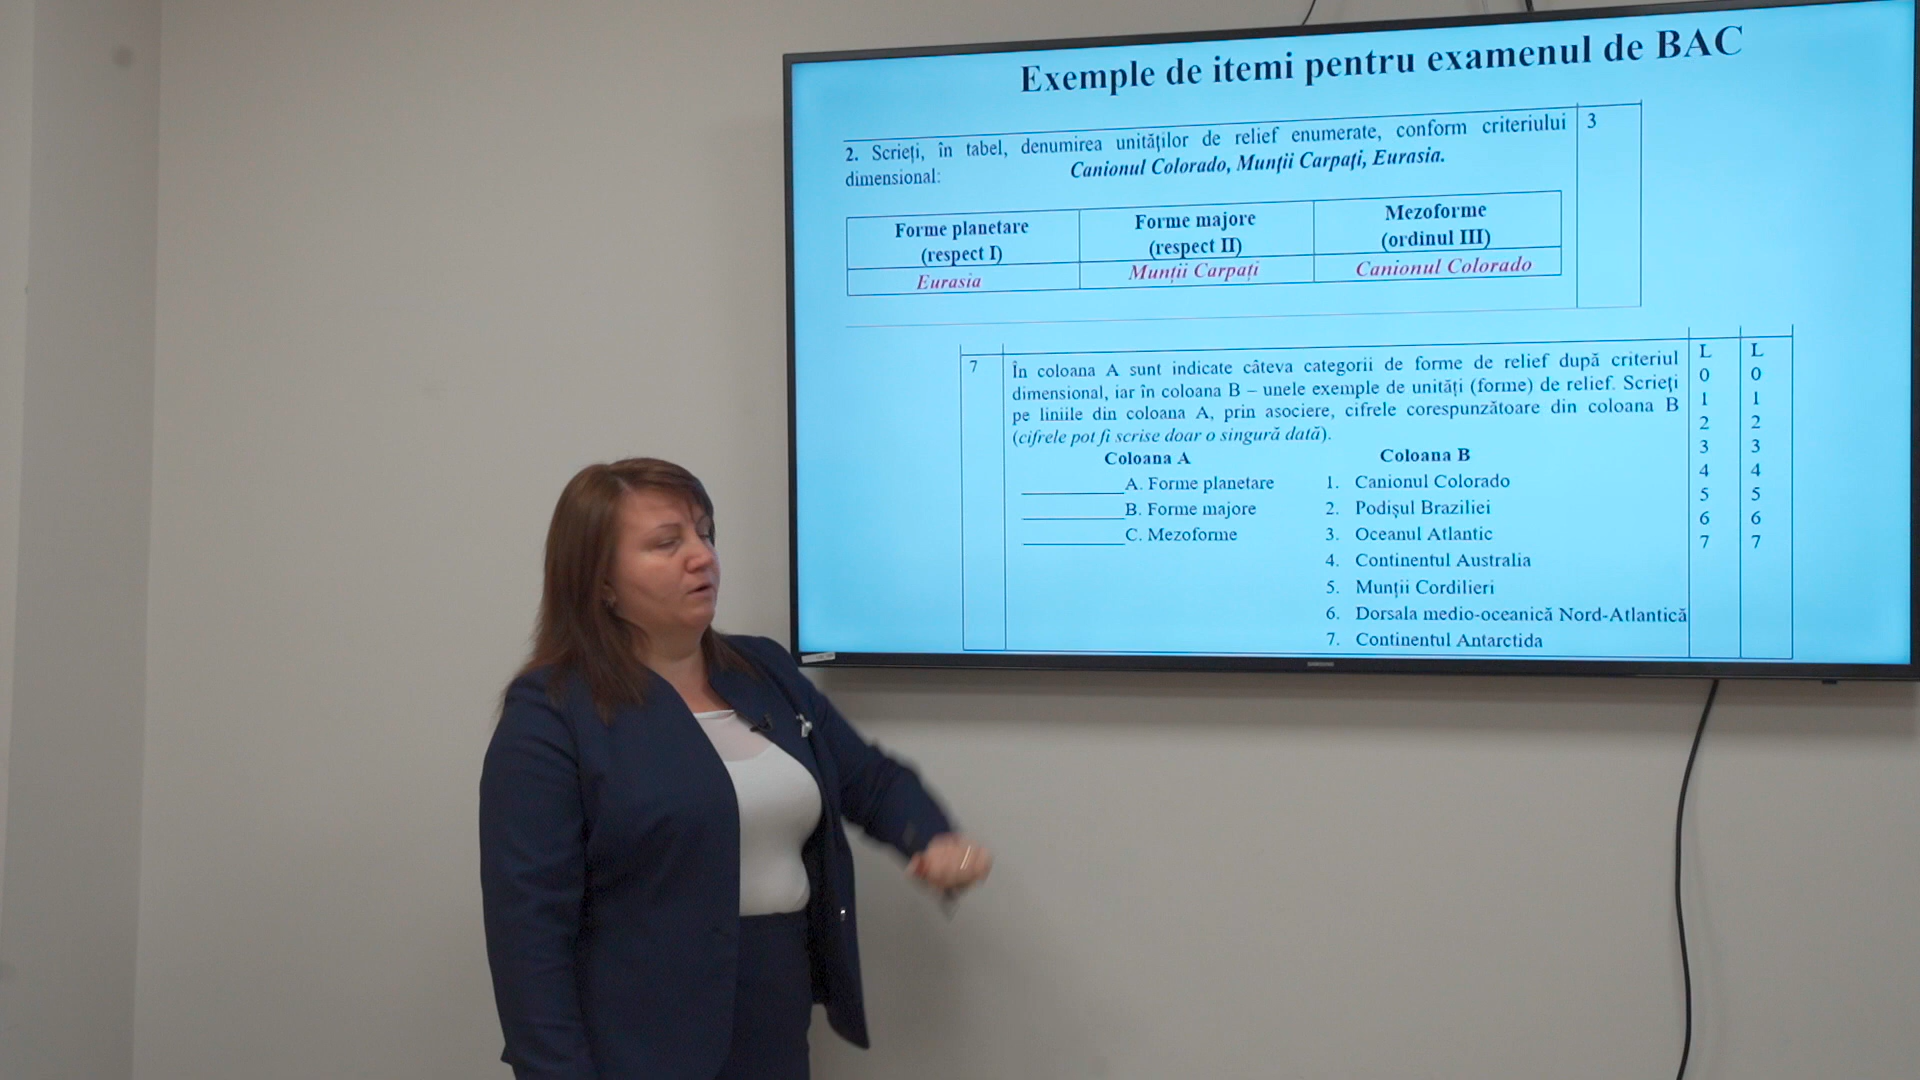 Exemple de itemi pentru examenul de BAC
2. Scrieți, în tabel, denumirea unităților de relief enumerate, conform criteriului
dimensional: Canionul Colorado, Munții Carpați, Eurasia.
3
Forme planetare
(respect I)
Forme majore
(respect II)
Mezoforme
(ordinul III)
Eurasia
Munții Carpați
Canionul Colorado
7
În coloana A sunt indicate câteva categorii de forme de relief după criteriul
dimensional, iar în coloana B – unele exemple de unități (forme) de relief. Scrieți
pe liniile din coloana A, prin asociere, cifrele corespunzătoare din coloana B
(cifrele pot fi scrise doar o singură dată).
Coloana A
A. Forme planetare
B. Forme majore
C. Mezoforme
Coloana B
1. Canionul Colorado
2. Podișul Braziliei
3. Oceanul Atlantic
4. Continentul Australia
5. Munții Cordilieri
6. Dorsala medio-oceanică Nord-Atlantică
7. Continentul Antarctida
L
0
1
2
3
4
5
6
7
L
0
1
2
3
4
5
6
7
SAMSUNG